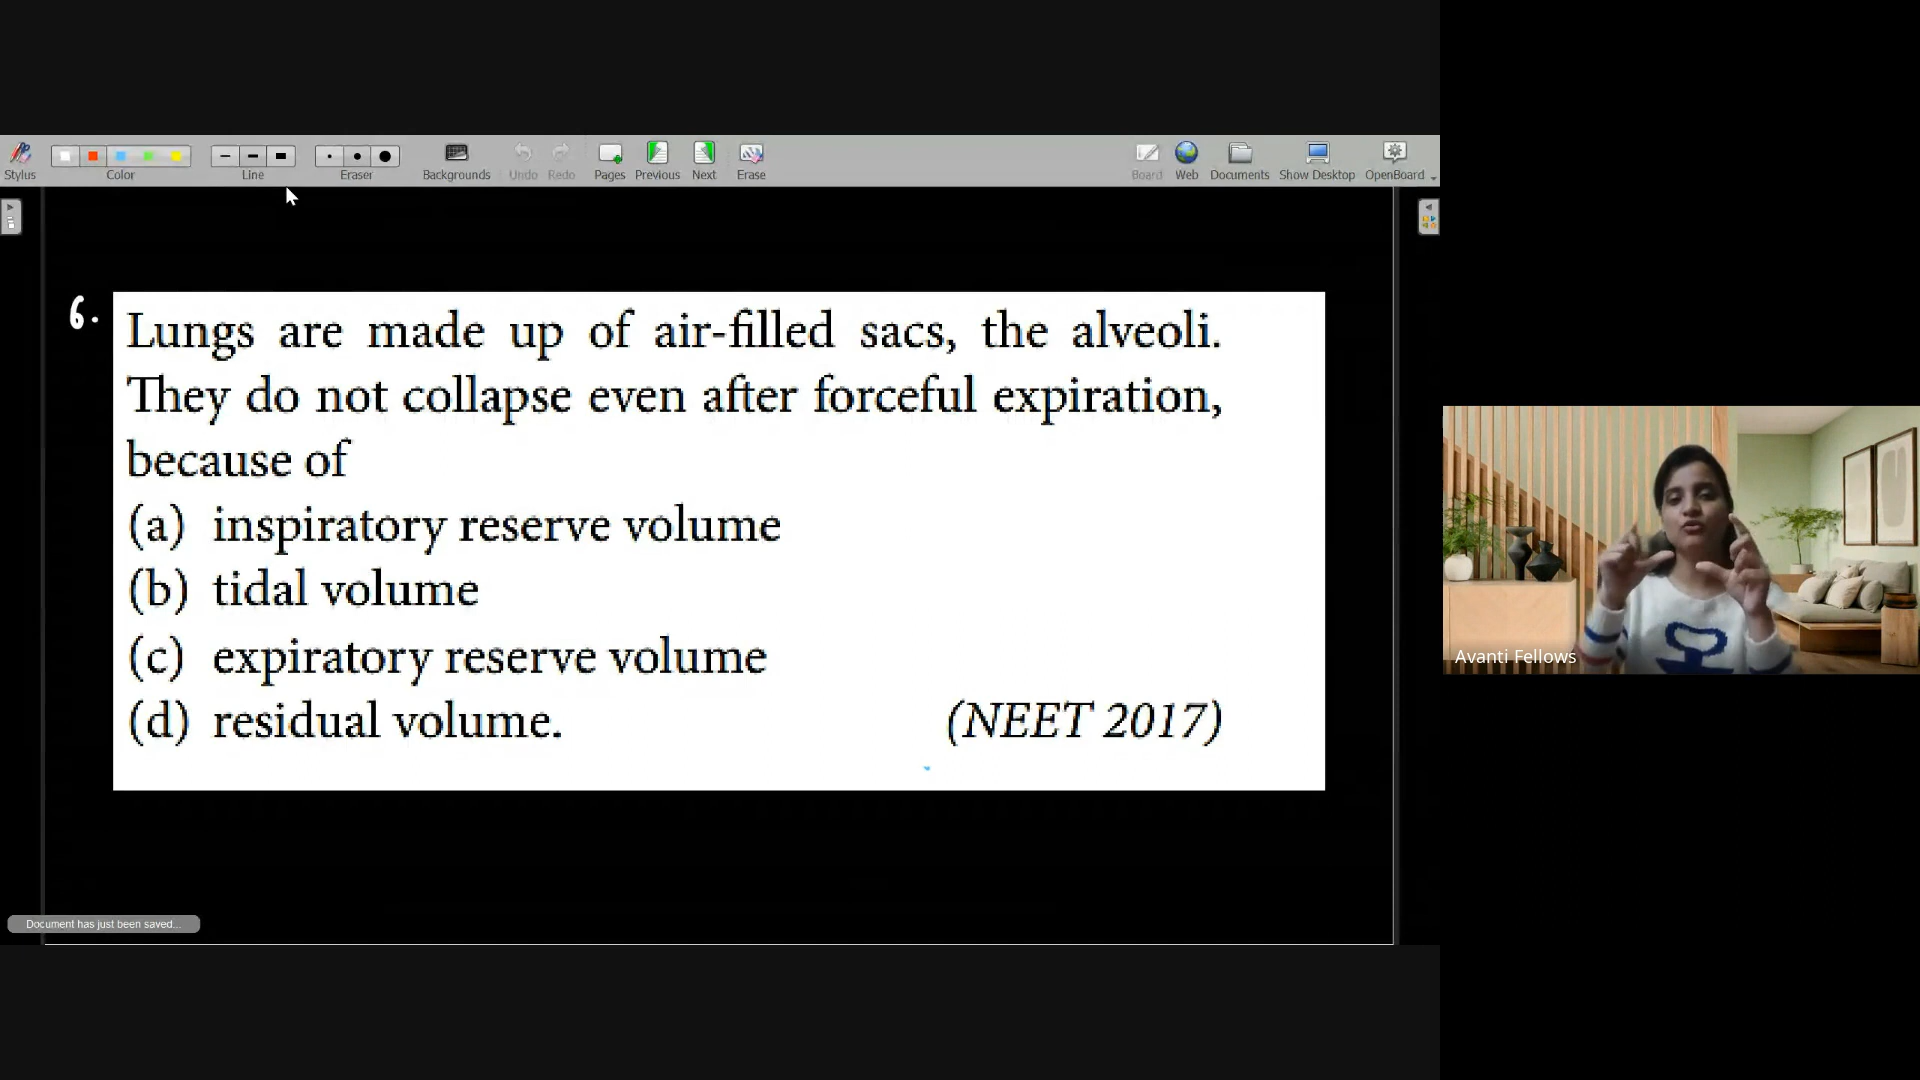 Stylus
Color
Line
Eraser
Backgrounds
Undo
Redo
Pages
Previous
Next
Erase
Board
Web
Documents
Show Desktop
OpenBoard
6.
Lungs are made up of air-filled sacs, the alveoli.
They do not collapse even after forceful expiration,
because of
(a) inspiratory reserve volume
(b) tidal volume
(c) expiratory reserve volume
(d) residual volume. (NEET 2017)
Avanti Fellows
Document has just been saved...